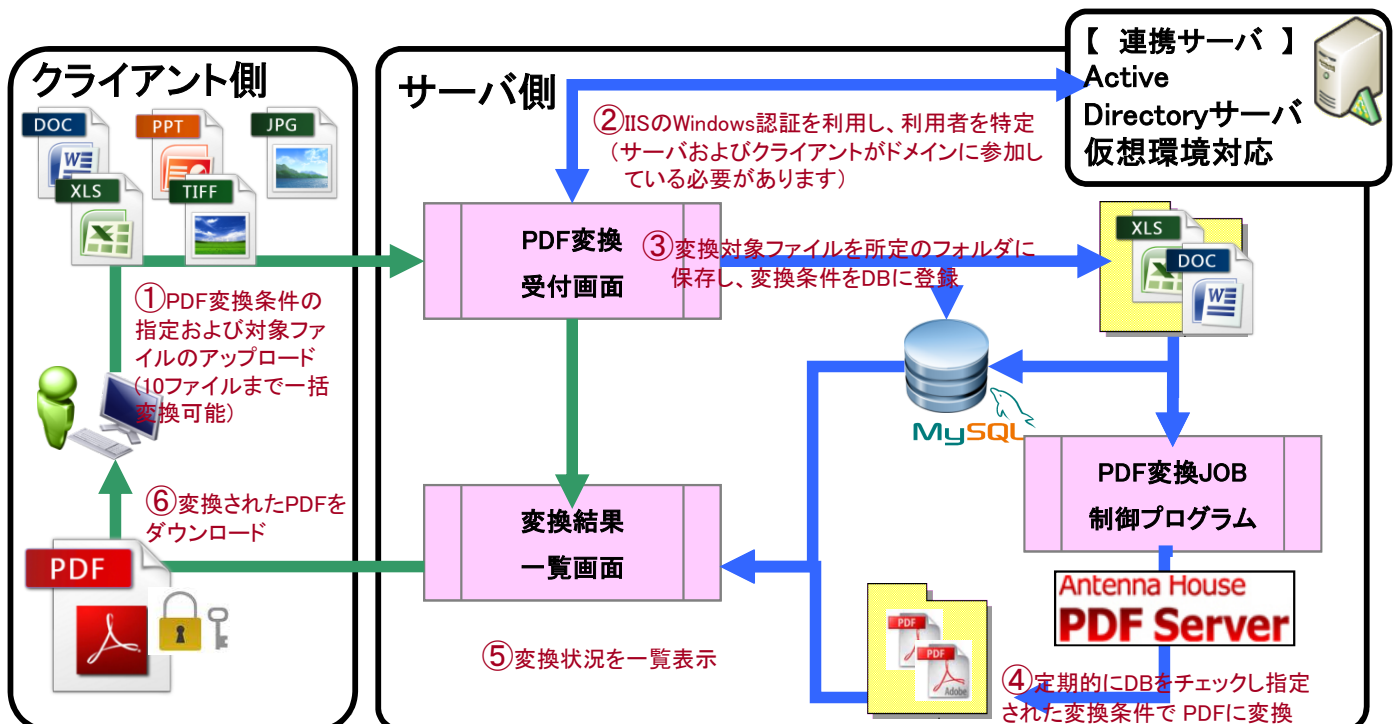 クライアント側
DOC
PPT
JPG
XLS
TIFF
①PDF変換条件の
指定および対象ファ
イルのアップロード
(10ファイルまで一括
変換可能)
⑥変換されたPDFを
ダウンロード
PDF
サーバ側
【 連携サーバ 】
Active
Directoryサーバ
仮想環境対応
②IISのWindows認証を利用し、利用者を特定
(サーバおよびクライアントがドメインに参加し
ている必要があります)
PDF変換
受付画面
③変換対象ファイルを所定のフォルダに
保存し、変換条件をDBに登録
XLS
DOC
MySQL
PDF変換JOB
制御プログラム
変換結果
一覧画面
Antenna House
PDF Server
PDF
PDF
Adobe
⑤変換状況を一覧表示
④定期的にDBをチェックし指定
された変換条件で PDFに変換